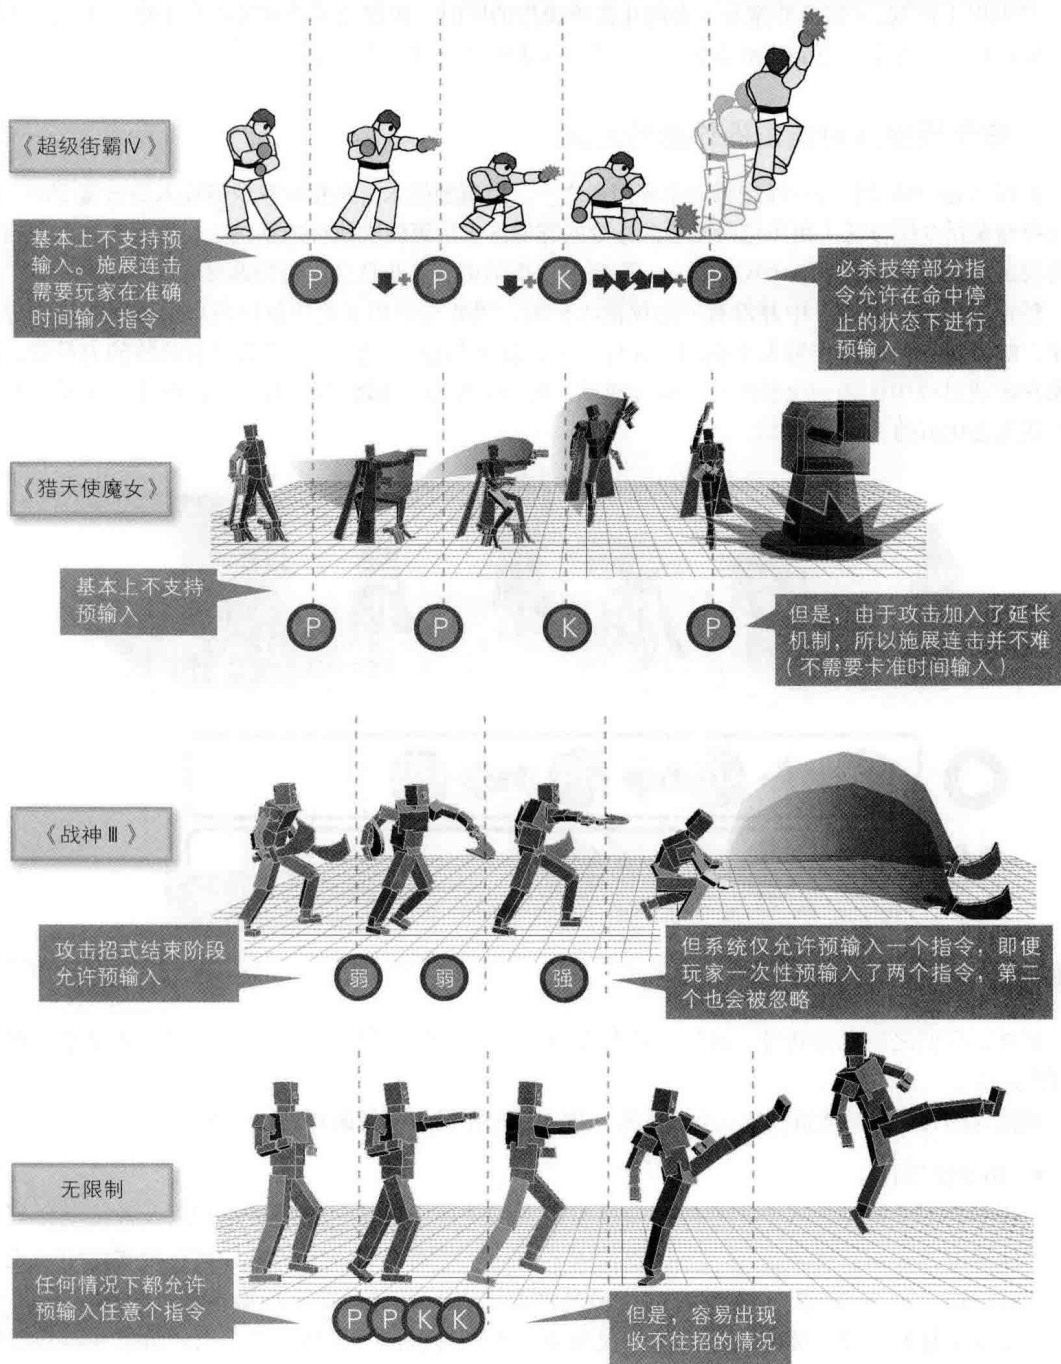 《超级街霸Ⅳ》
基本上不支持预
输入。施展连击
需要玩家在准确
时间输入指令
P
+P
+K
+P
必杀技等部分指
令允许在命中停
止的状态下进行
预输入
《猎天使魔女》
基本上不支持
预输入
P
P
K
P
但是，由于攻击加入了延长
机制，所以施展连击并不难
（不需要卡准时间输入）
《战神Ⅲ》
攻击招式结束阶段
允许预输入
弱
弱
强
但系统仅允许预输入一个指令，即便
玩家一次性预输入了两个指令，第二
个也会被忽略
无限制
任何情况下都允许
预输入任意个指令
P P K K
但是，容易出现
收不住招的情况